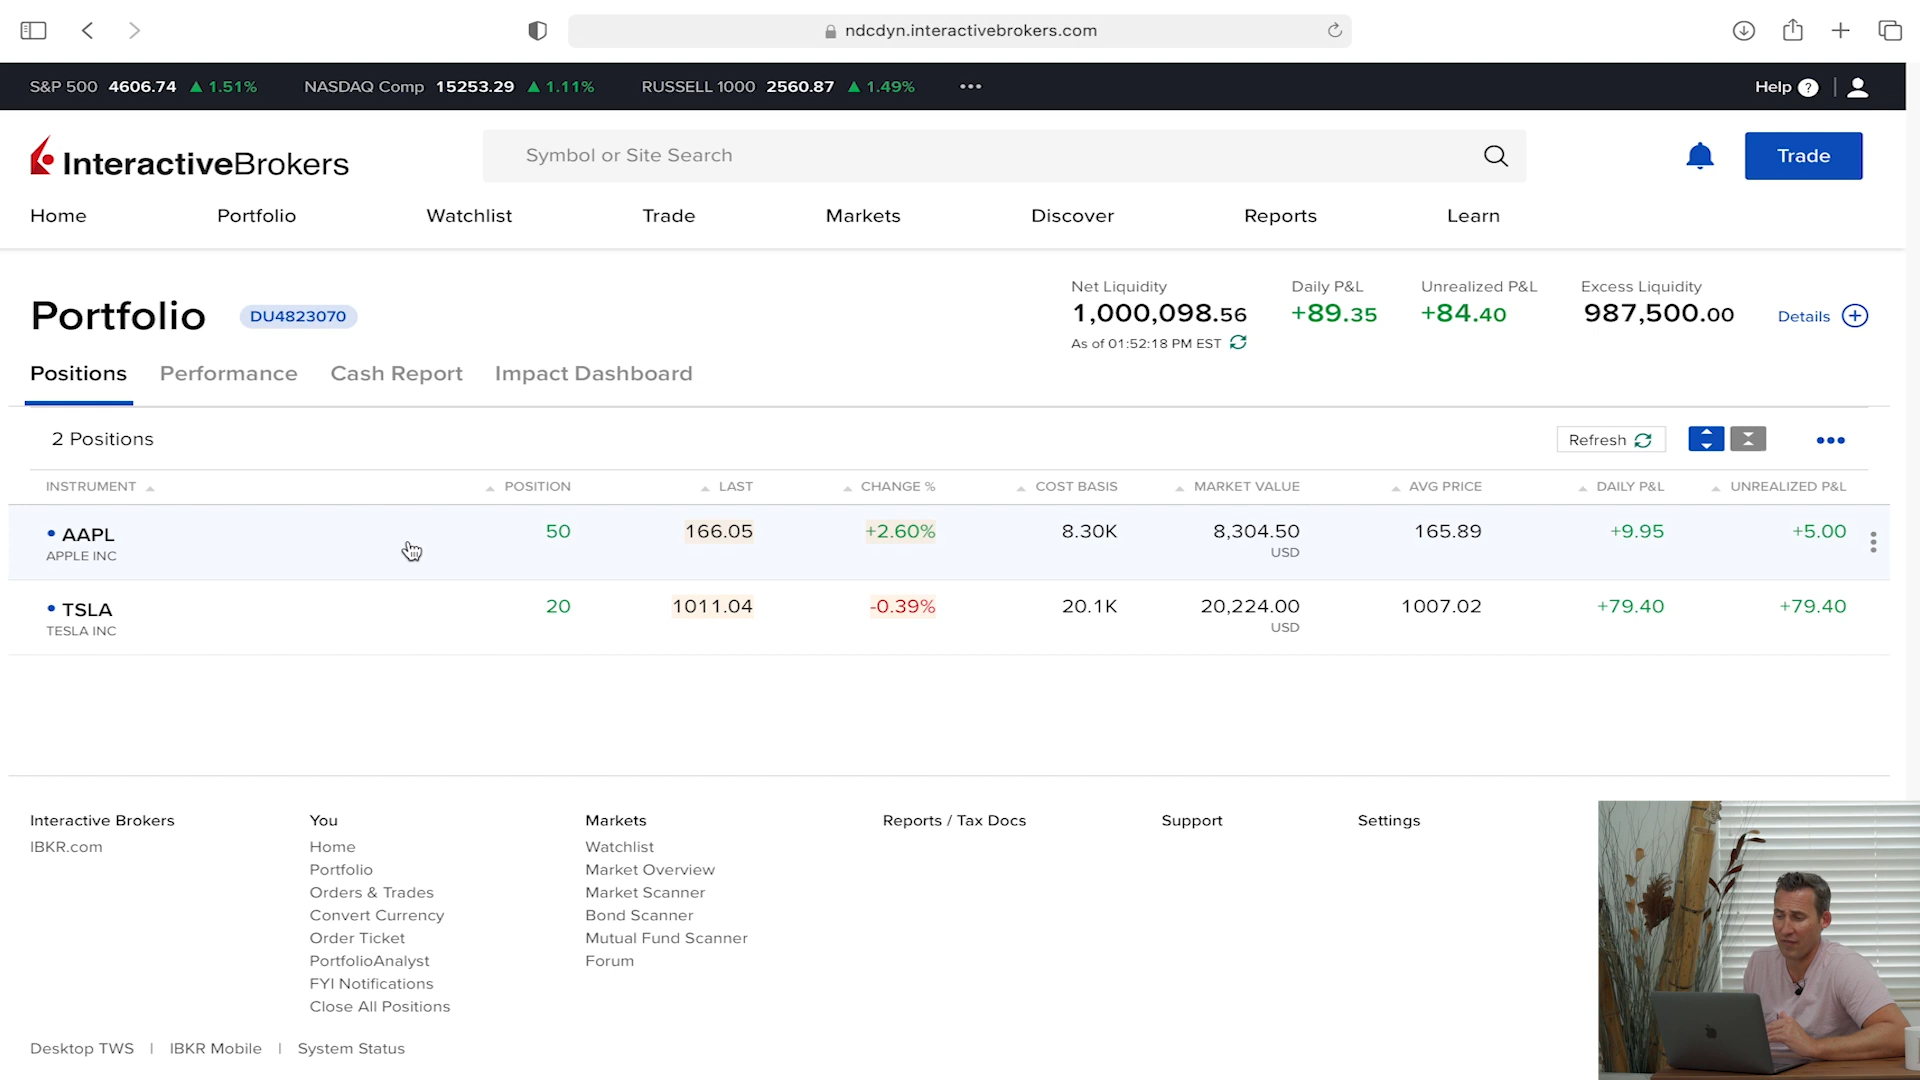 ndcdyn.interactivebrokers.com
S&P 500 4606.74 ▲ 1.51% NASDAQ Comp 15253.29 ▲ 1.11% RUSSELL 1000 2560.87 ▲ 1.49% ••• Help ?
InteractiveBrokers Symbol or Site Search Trade
Home Portfolio Watchlist Trade Markets Discover Reports Learn
Net Liquidity Daily P&L Unrealized P&L Excess Liquidity
Portfolio DU4823070 1,000,098.56 +89.35 +84.40 987,500.00 Details
As of 01:52:18 PM EST
Positions Performance Cash Report Impact Dashboard
2 Positions Refresh
INSTRUMENT POSITION LAST CHANGE % COST BASIS MARKET VALUE AVG PRICE DAILY P&L UNREALIZED P&L
• AAPL 50 166.05 +2.60% 8.30K 8,304.50 165.89 +9.95 +5.00
APPLE INC USD
• TSLA 20 1011.04 -0.39% 20.1K 20,224.00 1007.02 +79.40 +79.40
TESLA INC USD
Interactive Brokers You Markets Reports / Tax Docs Support Settings
IBKR.com Home Watchlist
Portfolio Market Overview
Orders & Trades Market Scanner
Convert Currency Bond Scanner
Order Ticket Mutual Fund Scanner
PortfolioAnalyst Forum
FYI Notifications
Close All Positions
Desktop TWS | IBKR Mobile | System Status